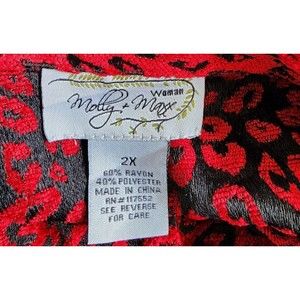 Woman
Molly & Maxx
2X
60% RAYON
40% POLYESTER
MADE IN CHINA
RN#117552
SEE REVERSE
FOR CARE